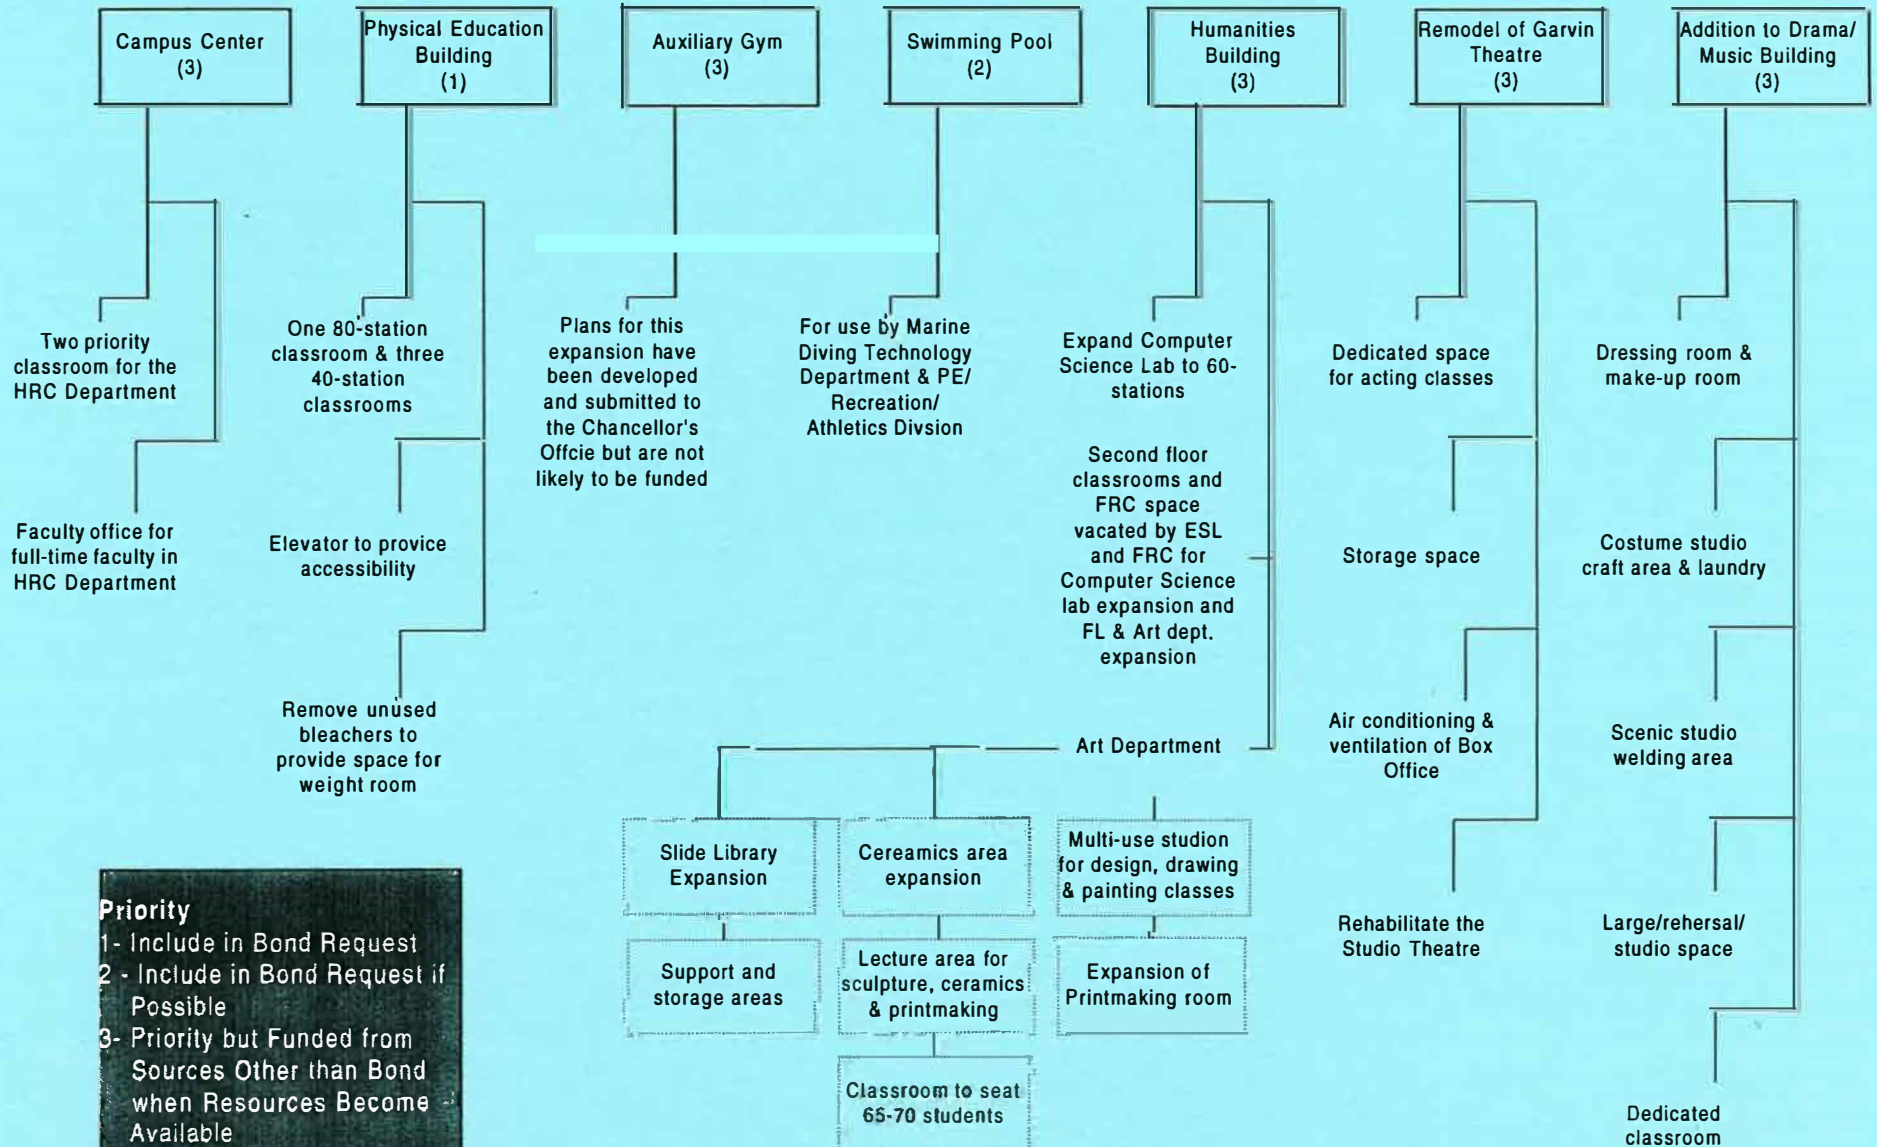 Campus Center
(3)
Physical Education
Building
(1)
Auxiliary Gym
(3)
Swimming Pool
(2)
Humanities
Building
(3)
Remodel of Garvin
Theatre
(3)
Addition to Drama/
Music Building
(3)
Two priority
classroom for the
HRC Department
Faculty office for
full-time faculty in
HRC Department
One 80-station
classroom & three
40-station
classrooms
Elevator to provice
accessibility
Remove unused
bleachers to
provide space for
weight room
Plans for this
expansion have
been developed
and submitted to
the Chancellor's
Offcie but are not
likely to be funded
For use by Marine
Diving Technology
Department & PE/
Recreation/
Athletics Divsion
Expand Computer
Science Lab to 60-
stations
Second floor
classrooms and
FRC space
vacated by ESL
and FRC for
Computer Science
lab expansion and
FL & Art dept.
expansion
Art Department
Slide Library
Expansion
Support and
storage areas
Cereamics area
expansion
Lecture area for
sculpture, ceramics
& printmaking
Classroom to seat
65-70 students
Multi-use studion
for design, drawing
& painting classes
Expansion of
Printmaking room
Dedicated space
for acting classes
Storage space
Air conditioning &
ventilation of Box
Office
Rehabilitate the
Studio Theatre
Dressing room &
make-up room
Costume studio
craft area & laundry
Scenic studio
welding area
Large/rehersal/
studio space
Dedicated
classroom
Priority
1- Include in Bond Request
2 - Include in Bond Request if
Possible
3- Priority but Funded from
Sources Other than Bond
when Resources Become
Available